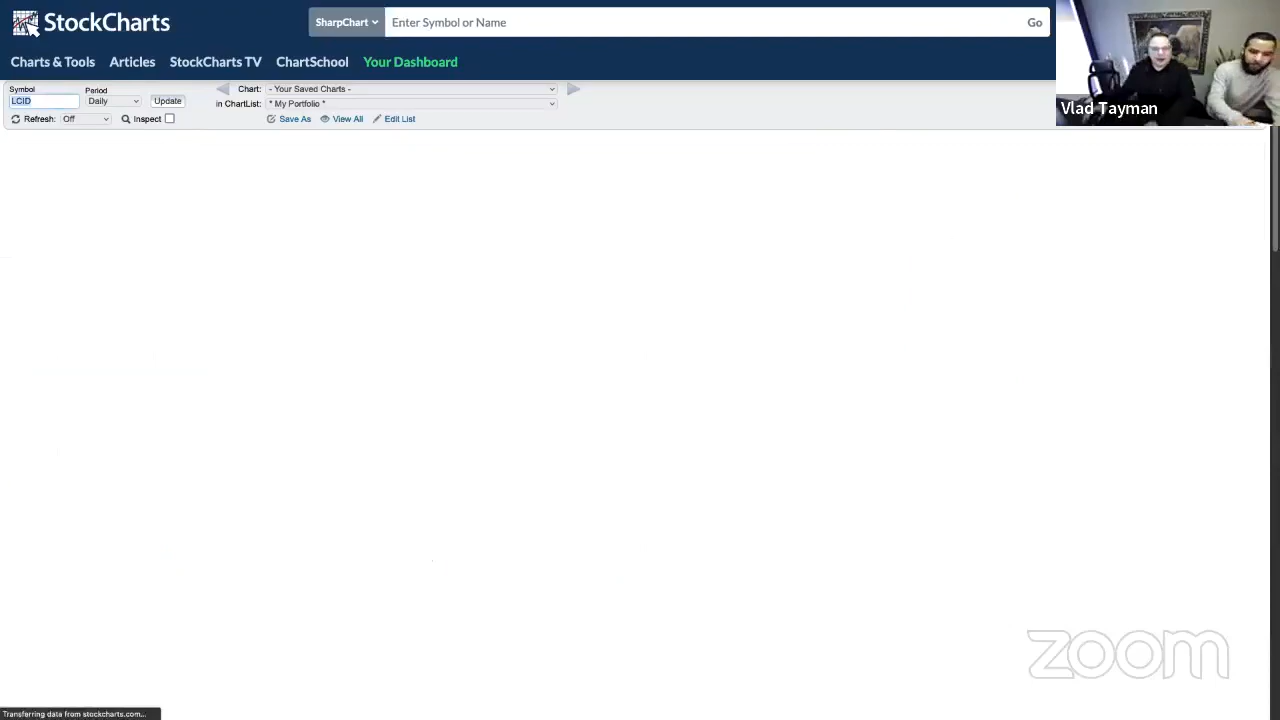 StockCharts
SharpChart
Enter Symbol or Name
Go
Charts & Tools
Articles
StockCharts TV
ChartSchool
Your Dashboard
Symbol
Period
LCID
Daily
Update
Chart:
- Your Saved Charts -
in ChartList:
* My Portfolio *
Refresh:
Off
Inspect
Save As
View All
Edit List
Vlad Tayman
zoom
Transferring data from stockcharts.com...